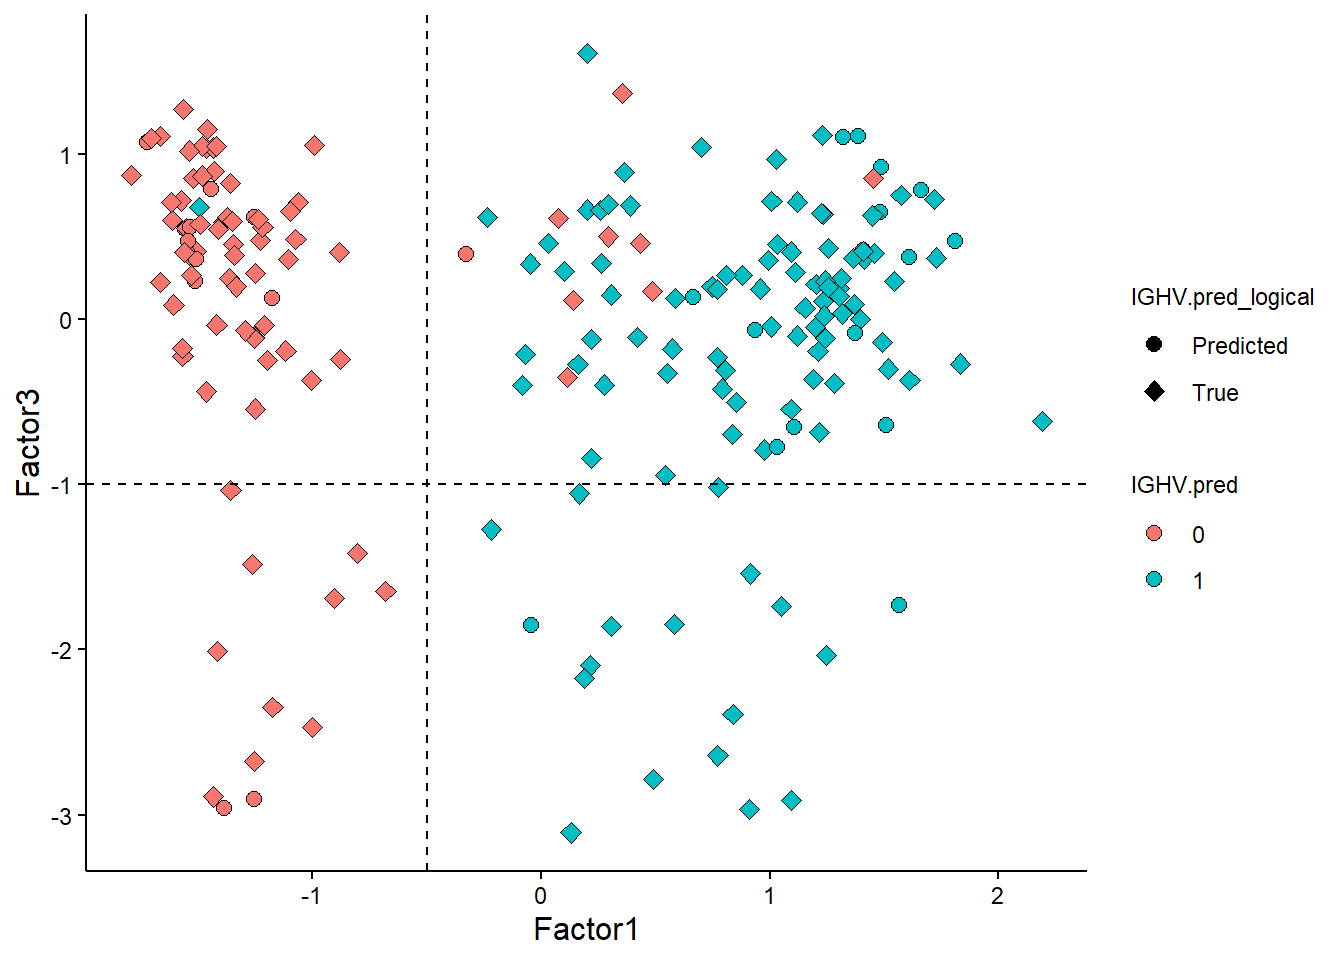 1
0
-1
-2
-3
Factor3
-1
0
1
2
Factor1
IGHV.pred_logical
Predicted
True
IGHV.pred
0
1